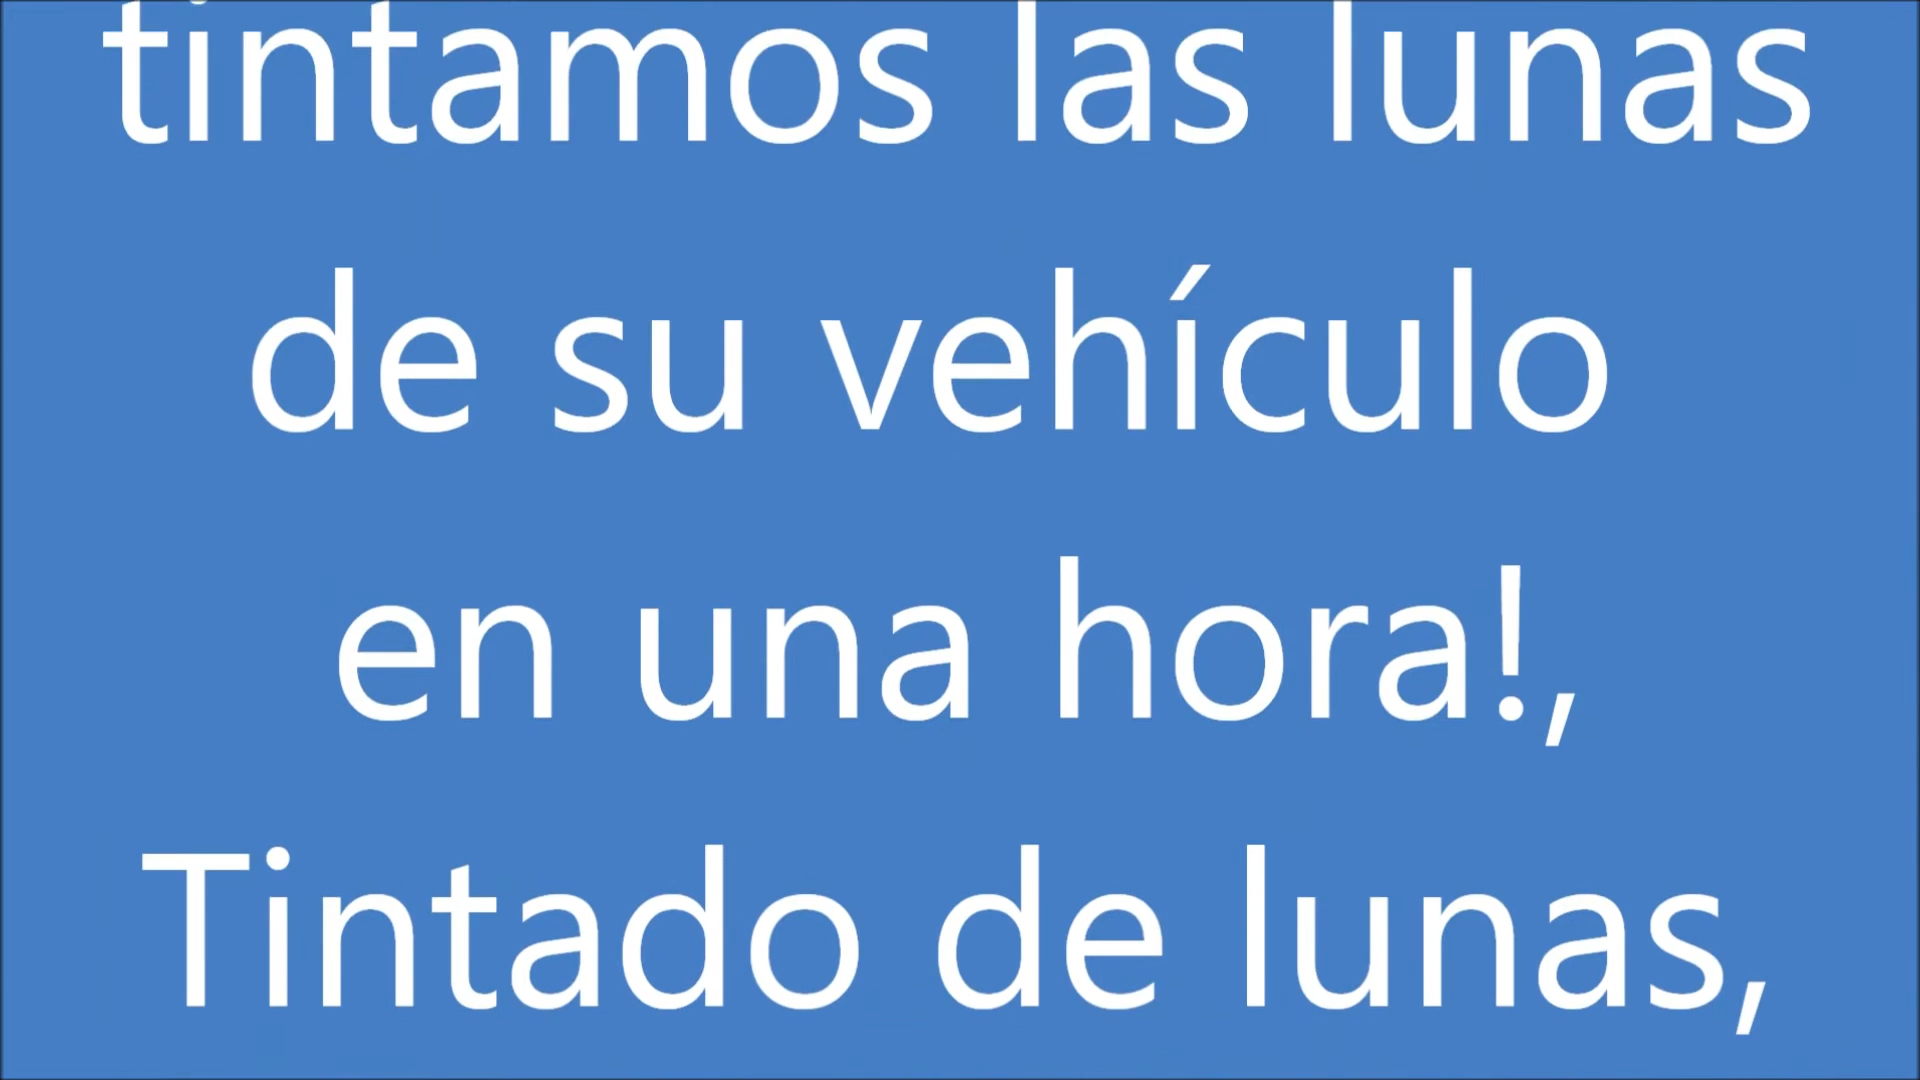 tintamos las lunas
de su vehículo
en una hora!,
Tintado de lunas,